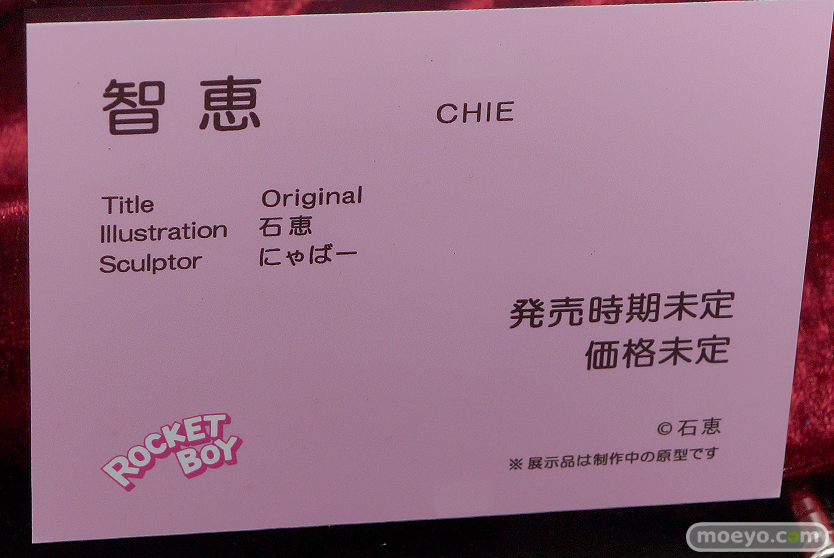 智恵 CHIE
Title Original
Illustration 石恵
Sculptor にゃばー
発売時期未定
価格未定
©石恵
※展示品は制作中の原型です
ROCKET
BOY
moeyo.com